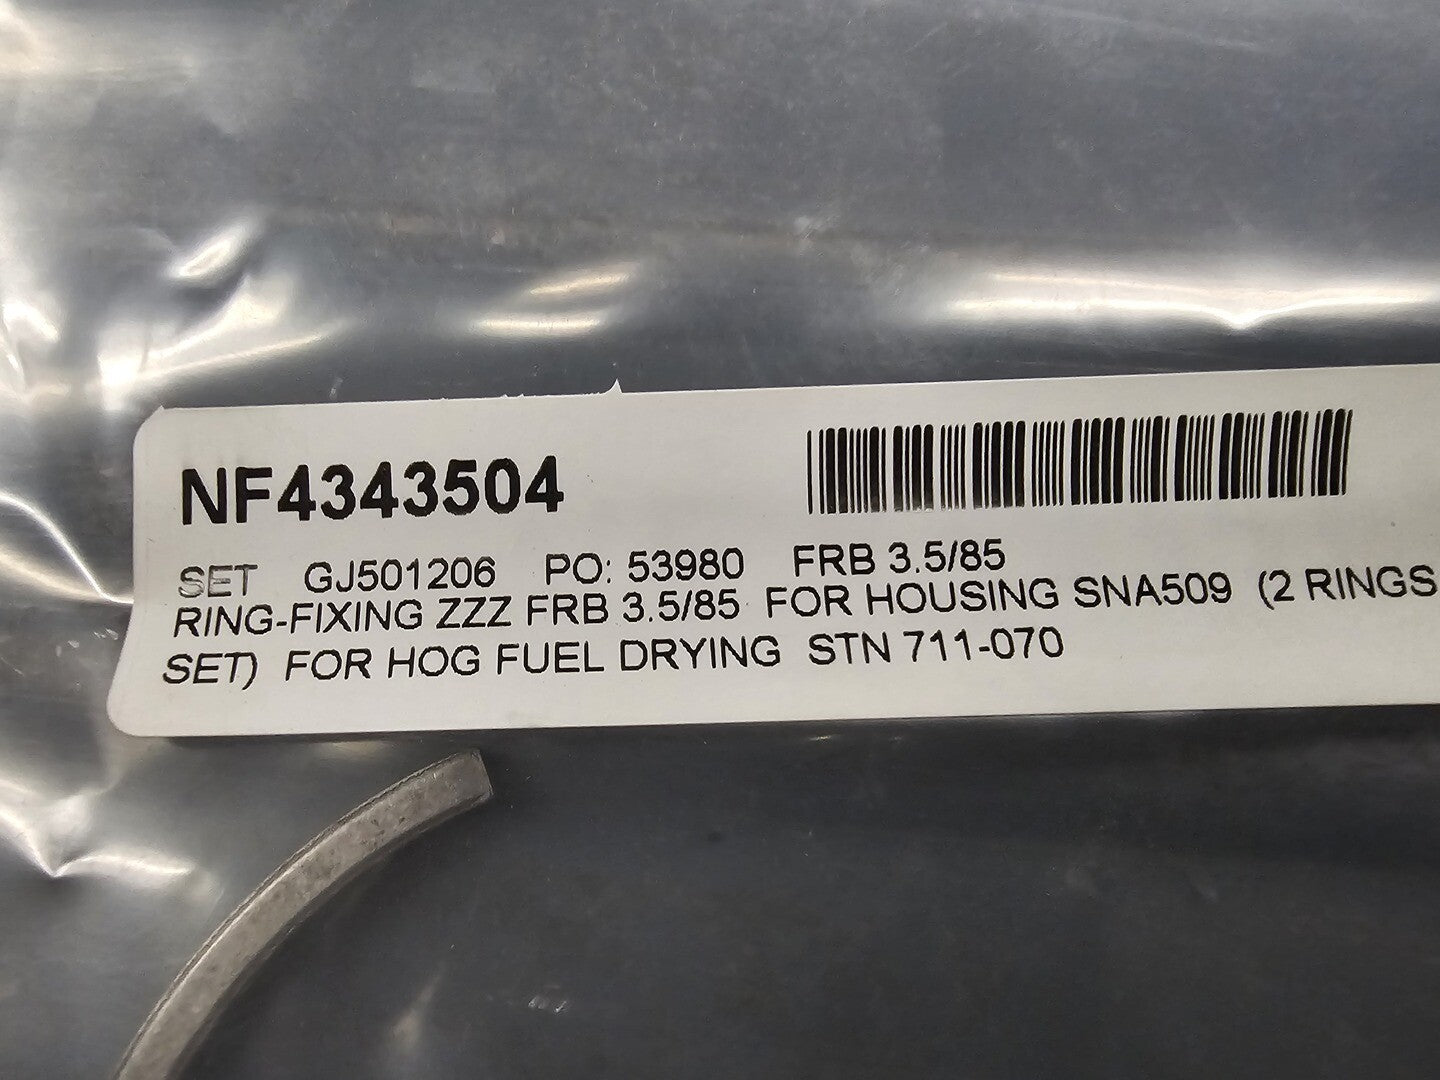 NF4343504
SET GJ501206 PO: 53980 FRB 3.5/85
RING-FIXING ZZZ FRB 3.5/85 FOR HOUSING SNA509 (2 RINGS
SET) FOR HOG FUEL DRYING STN 711-070